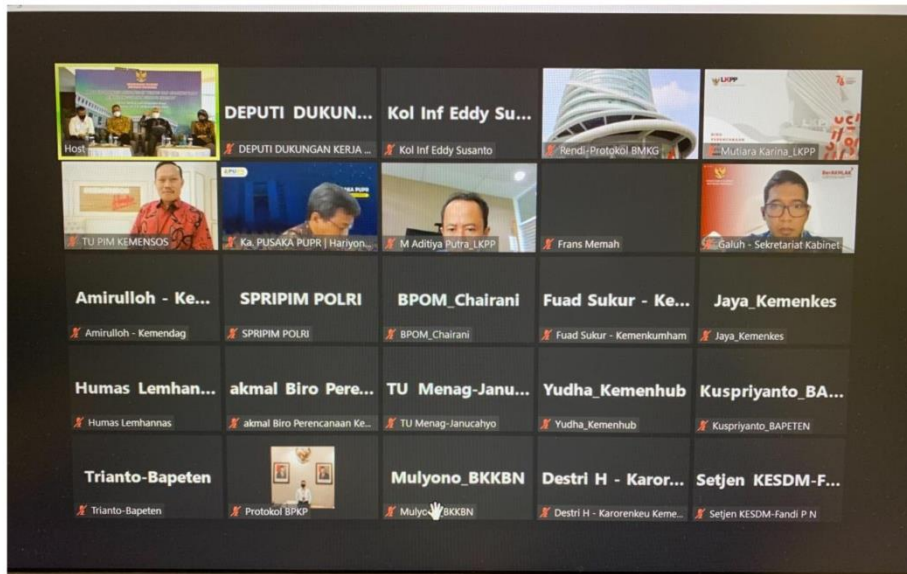 Host
DEPUTI DUKUN...
DEPUTI DUKUNGAN KERJA ...
Kol Inf Eddy Su...
Kol Inf Eddy Susanto
Rendi-Protokol BMKG
LKPP
Mutiara Karina_LKPP
TU PIM KEMENSOS
Ka. PUSAKA PUPR | Hariyon...
M Aditiya Putra_LKPP
Frans Memah
Galuh - Sekretariat Kabinet
Amirulloh - Ke...
Amirulloh - Kemendag
SPRIPIM POLRI
SPRIPIM POLRI
BPOM_Chairani
BPOM_Chairani
Fuad Sukur - Ke...
Fuad Sukur - Kemenkumham
Jaya_Kemenkes
Jaya_Kemenkes
Humas Lemhan...
Humas Lemhannas
akmal Biro Pere...
akmal Biro Perencanaan Ke...
TU Menag-Janu...
TU Menag-Janucahyo
Yudha_Kemenhub
Yudha_Kemenhub
Kuspriyanto_BA...
Kuspriyanto_BAPETEN
Trianto-Bapeten
Trianto-Bapeten
Protokol BPKP
Mulyono_BKKBN
BKKBN
Destri H - Karor...
Destri H - Karorenkeu Keme...
Setjen KESDM-F...
Setjen KESDM-Fandi P N